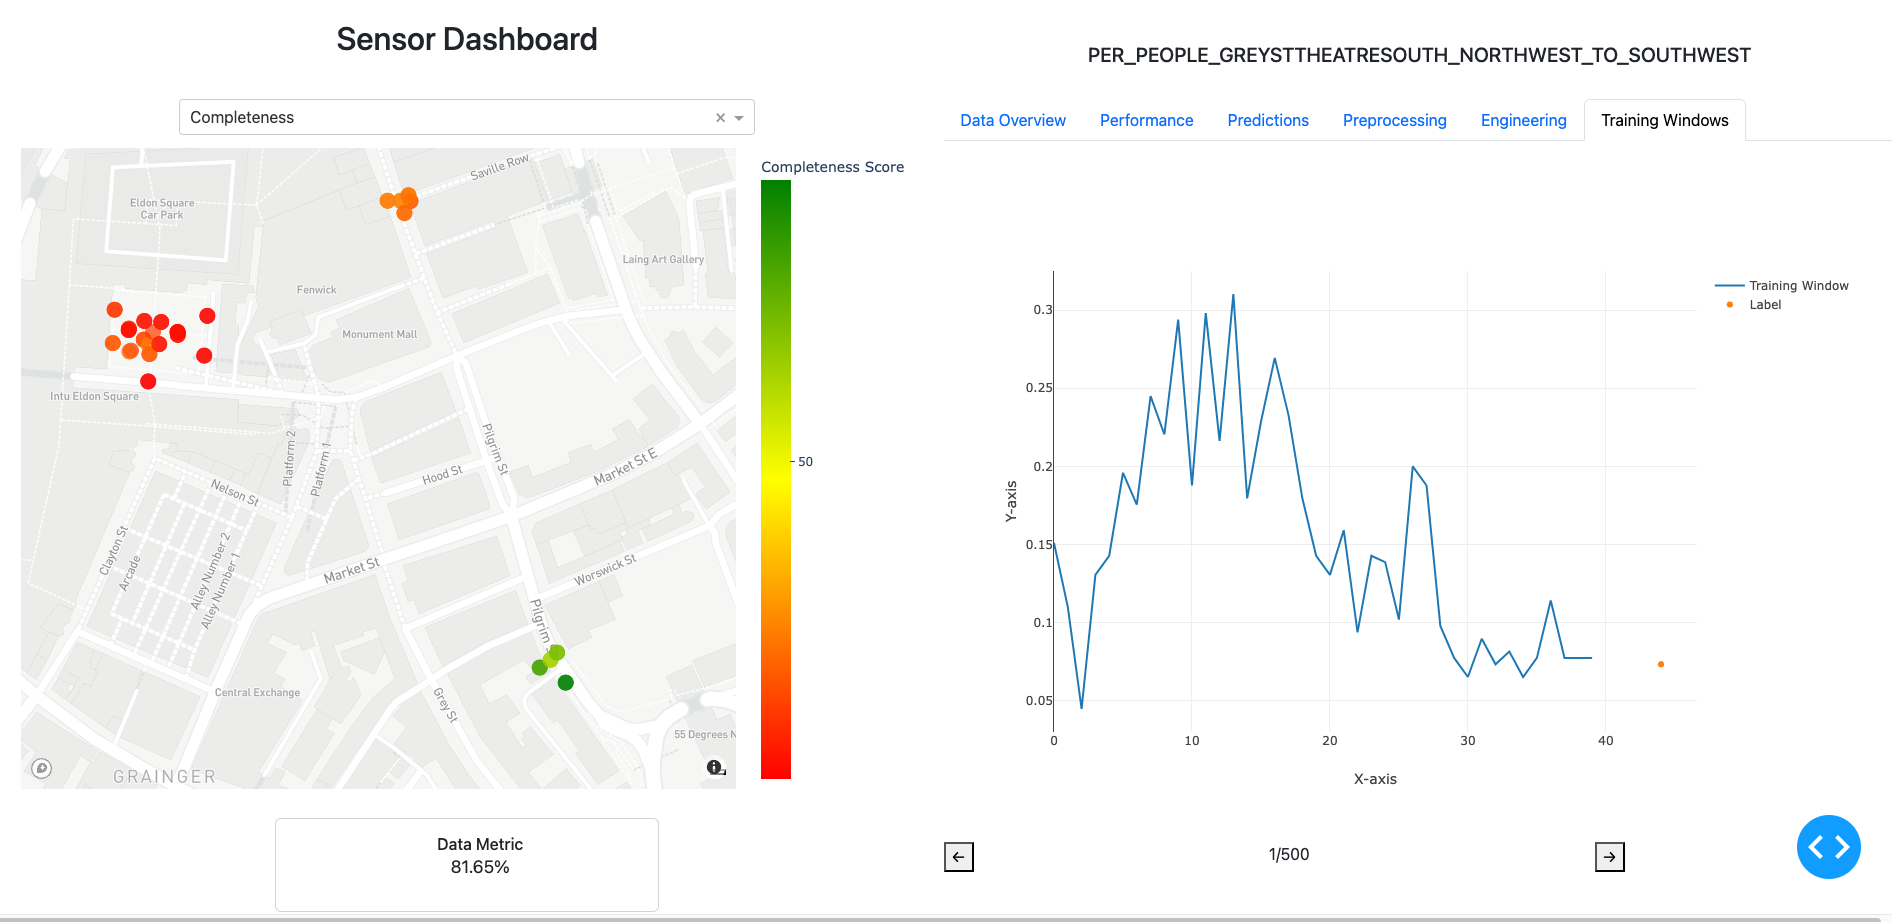 Sensor Dashboard
PER_PEOPLE_GREYSTTHEATRESOUTH_NORTHWEST_TO_SOUTHWEST
Completeness
Data Overview
Performance
Predictions
Preprocessing
Engineering
Training Windows
Completeness Score
50
Saville Row
Eldon Square
Car Park
Laing Art Gallery
Fenwick
Monument Mall
Intu Eldon Square
Platform 2
Platform 1
Pilgrim St
Market St E
Hood St
Nelson St
Clayton St
Arcade
Alley Number 2
Alley Number 1
Market St
Worswick St
Pilgrim
Central Exchange
Grey St
55 Degrees N
GRAINGER
Training Window
Label
0.3
0.25
0.2
0.15
0.1
0.05
Y-axis
0
10
20
30
40
X-axis
Data Metric
81.65%
1/500